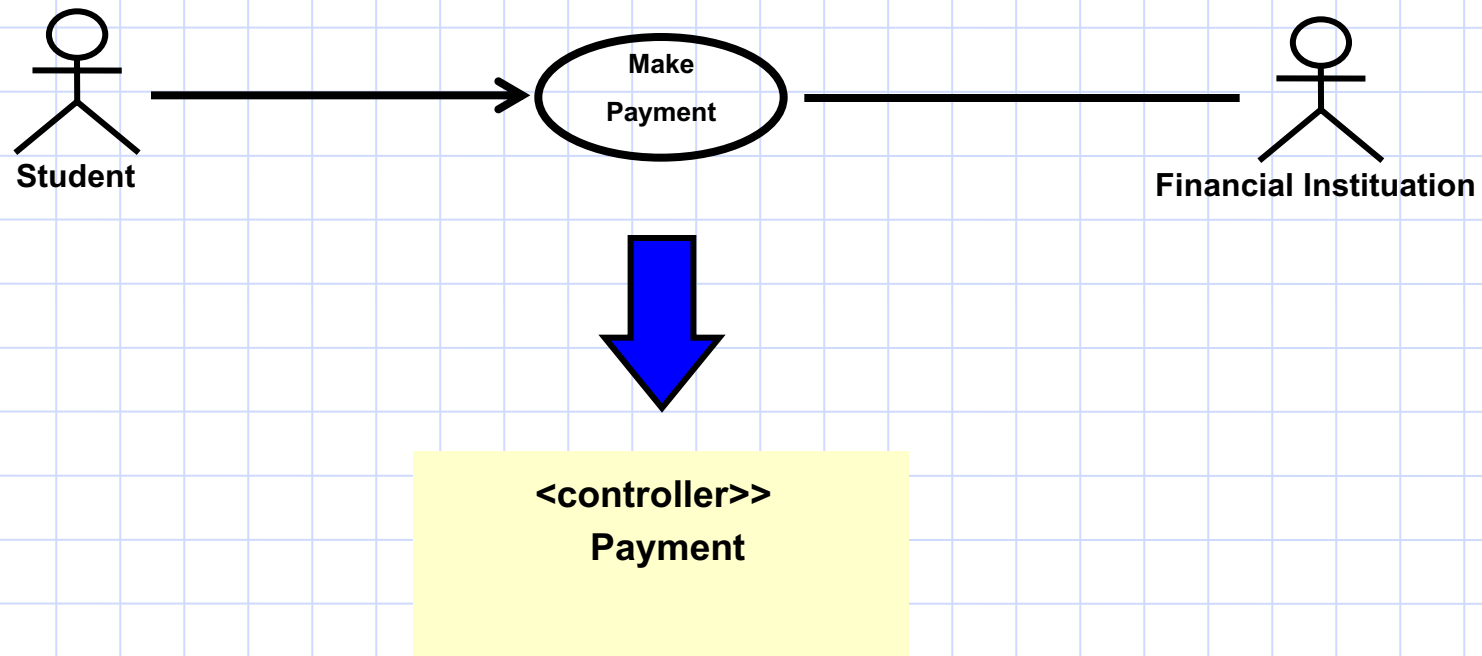 Make
Payment
Student
Financial Instituation
<controller>>
Payment